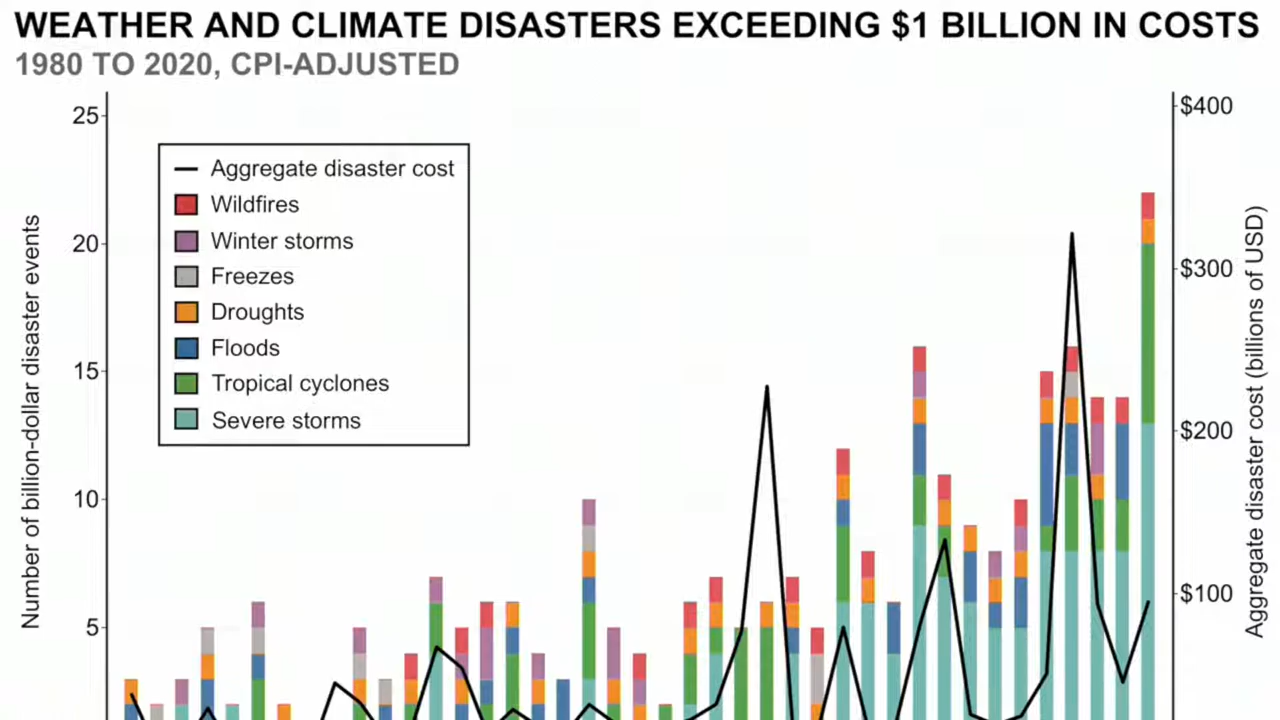 WEATHER AND CLIMATE DISASTERS EXCEEDING $1 BILLION IN COSTS
1980 TO 2020, CPI-ADJUSTED
25
20
15
10
5
Number of billion-dollar disaster events
Aggregate disaster cost
Wildfires
Winter storms
Freezes
Droughts
Floods
Tropical cyclones
Severe storms
$400
$300
$200
$100
Aggregate disaster cost (billions of USD)